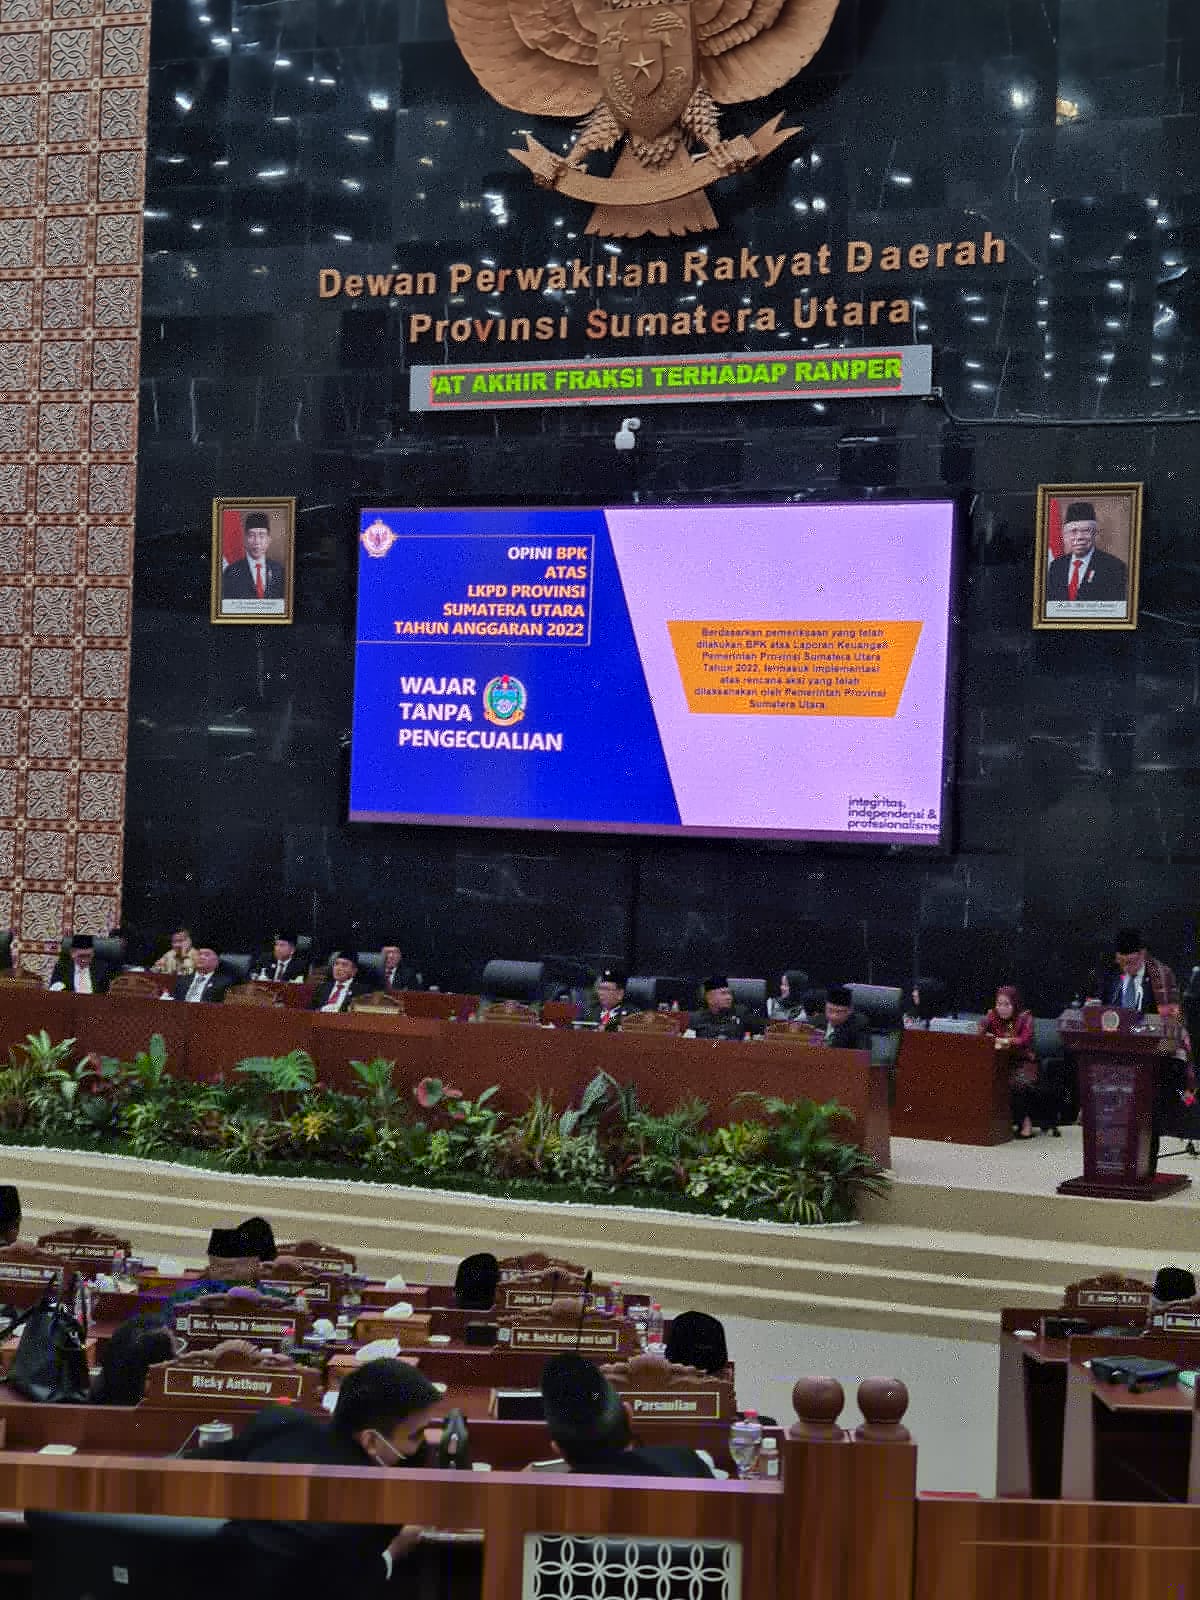 Dewan Perwakilan Rakyat Daerah
Provinsi Sumatera Utara
'AT AKHIR FRAKSI TERHADAP RANPER
OPINI BPK
ATAS
LKPD PROVINSI
SUMATERA UTARA
TAHUN ANGGARAN 2022
WAJAR
TANPA
PENGECUALIAN
Berdasarkan pemeriksaan yang telah
dilakukan BPK atas Laporan Keuangan
Pemerintah Provinsi Sumatera Utara
Tahun 2022, termasuk implementasi
atas rencana aksi yang telah
dilaksanakan oleh Pemerintah Provinsi
Sumatera Utara.
integritas,
independensi &
profesionalisme
Ricky Anthony
Parsaulian